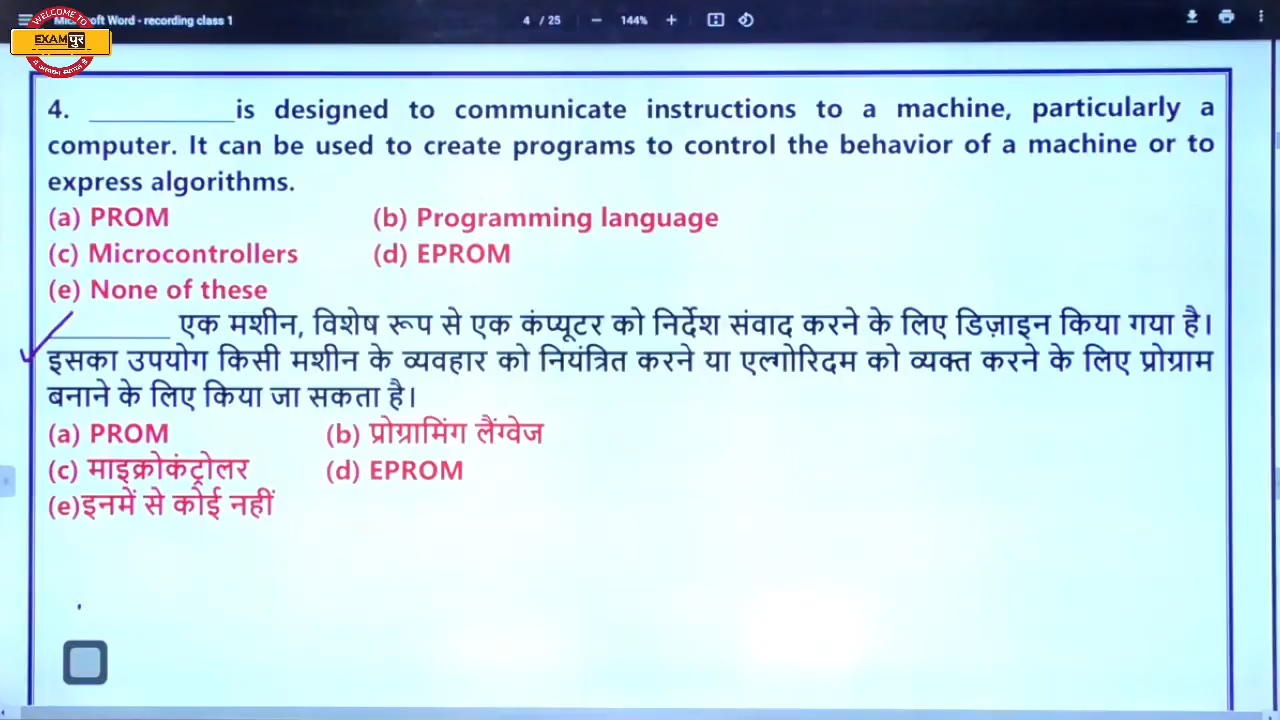 Microsoft Word - recording class 1
4 / 25
144%
WELCOME TO
EXAMपुर
4. __________is designed to communicate instructions to a machine, particularly a
computer. It can be used to create programs to control the behavior of a machine or to
express algorithms.
(a) PROM (b) Programming language
(c) Microcontrollers (d) EPROM
(e) None of these
__________ एक मशीन, विशेष रूप से एक कंप्यूटर को निर्देश संवाद करने के लिए डिज़ाइन किया गया है।
इसका उपयोग किसी मशीन के व्यवहार को नियंत्रित करने या एल्गोरिदम को व्यक्त करने के लिए प्रोग्राम
बनाने के लिए किया जा सकता है।
(a) PROM (b) प्रोग्रामिंग लैंग्वेज
(c) माइक्रोकंट्रोलर (d) EPROM
(e)इनमें से कोई नहीं